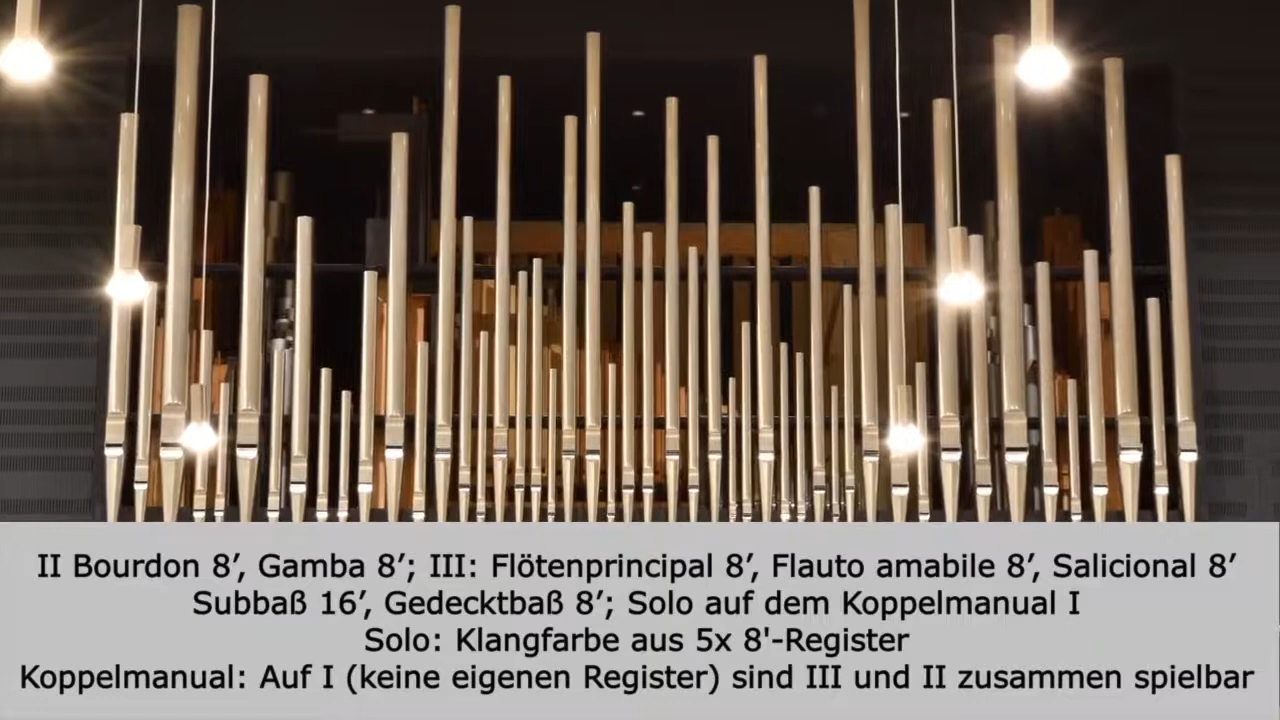 II Bourdon 8’, Gamba 8’; III: Flötenprincipal 8’, Flauto amabile 8’, Salicional 8’
Subbaß 16’, Gedecktbaß 8’; Solo auf dem Koppelmanual I
Solo: Klangfarbe aus 5x 8'-Register
Koppelmanual: Auf I (keine eigenen Register) sind III und II zusammen spielbar